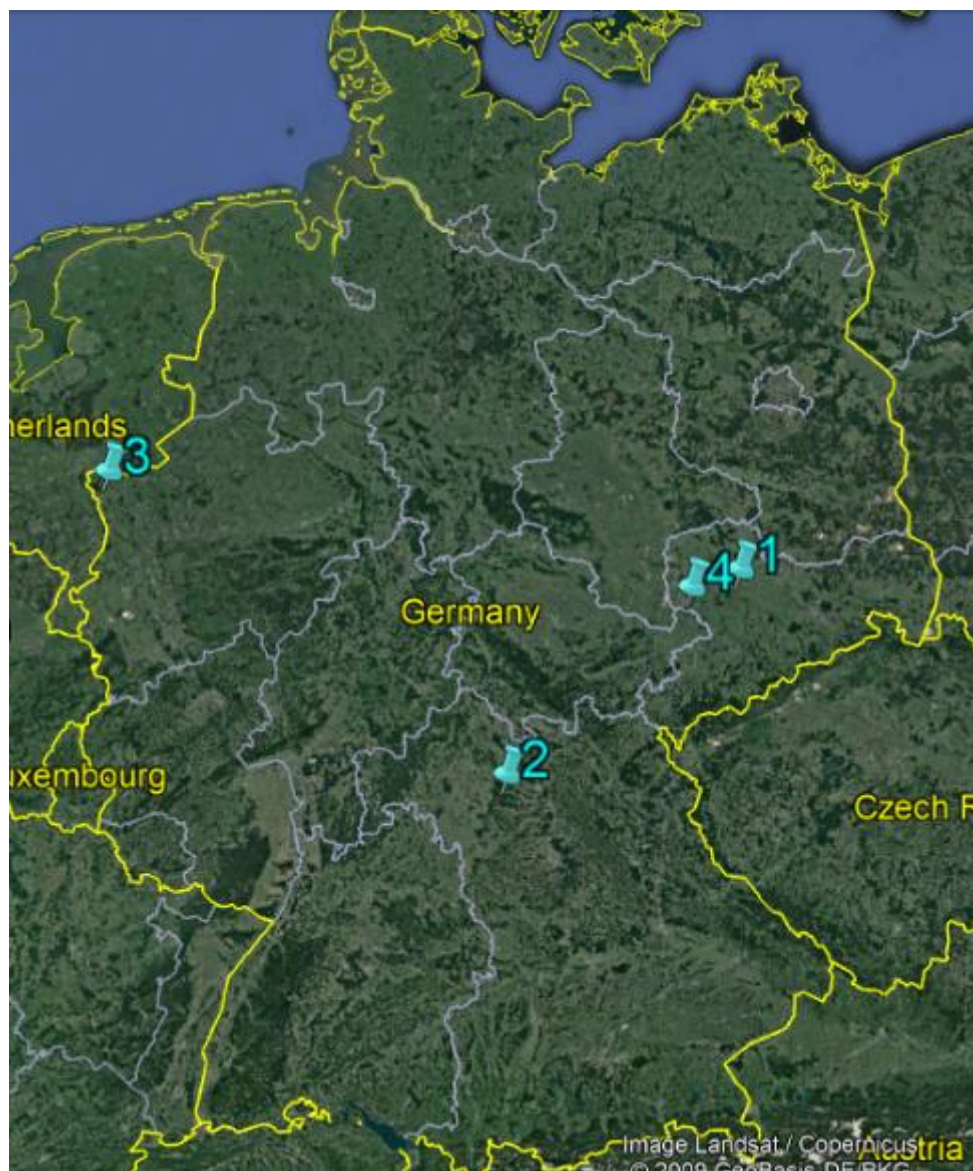 herlands
3
1
4
Germany
2
uxembourg
Czech R
Image Landsat / Copernicus
Austria